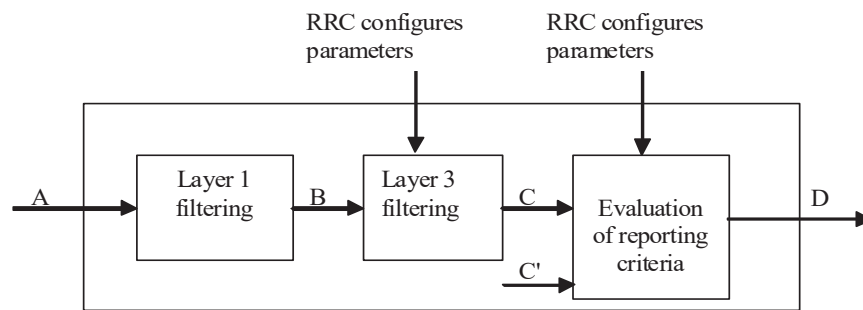 RRC configures
parameters
RRC configures
parameters
A
Layer 1
filtering
B
Layer 3
filtering
C
C'
Evaluation
of reporting
criteria
D